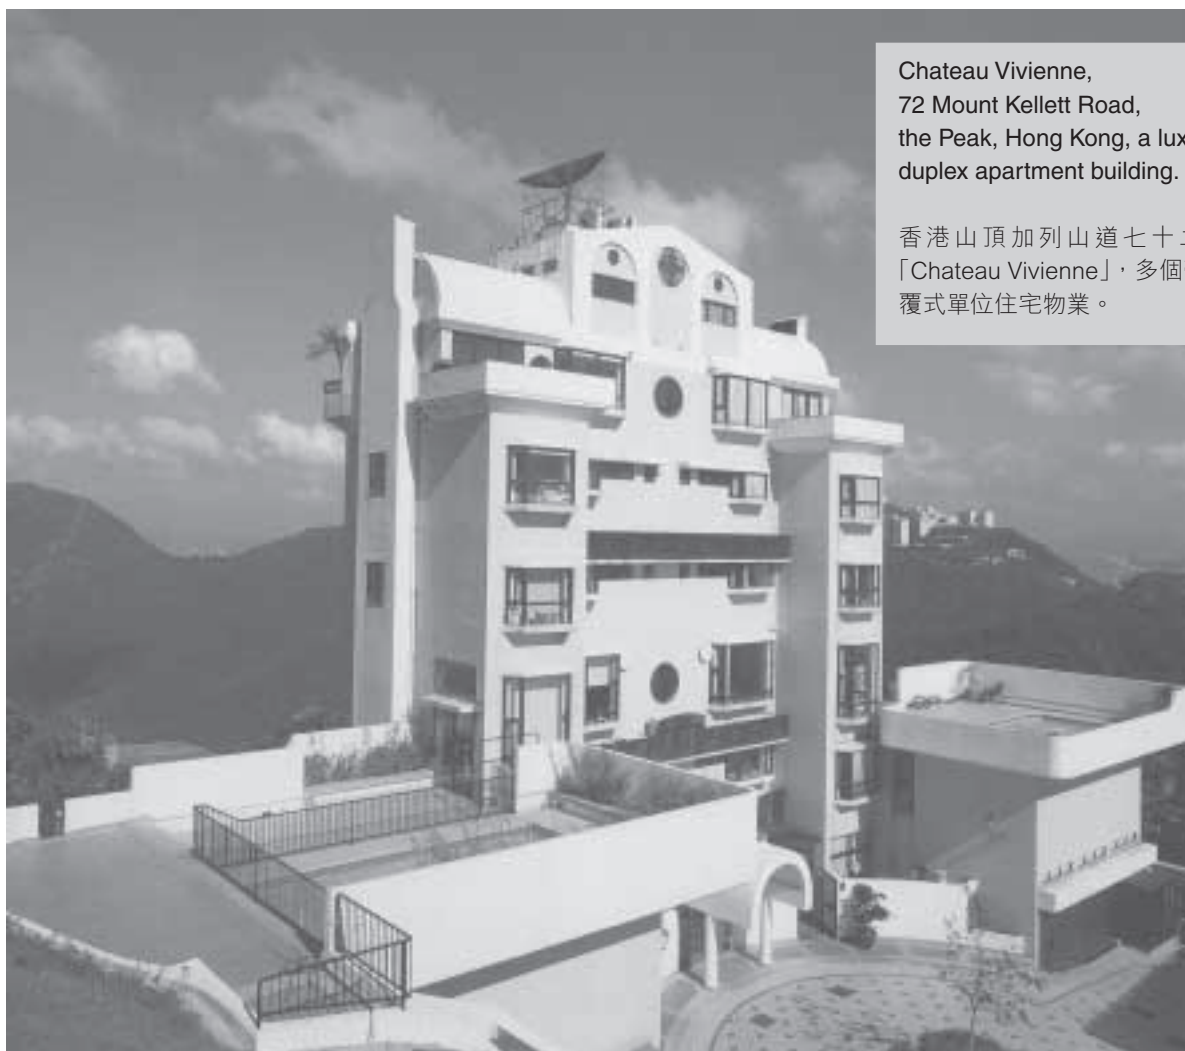 Chateau Vivienne,
72 Mount Kellett Road,
the Peak, Hong Kong, a lux
duplex apartment building.
香港山頂加列山道七十
「Chateau Vivienne」，多個
覆式單位住宅物業。